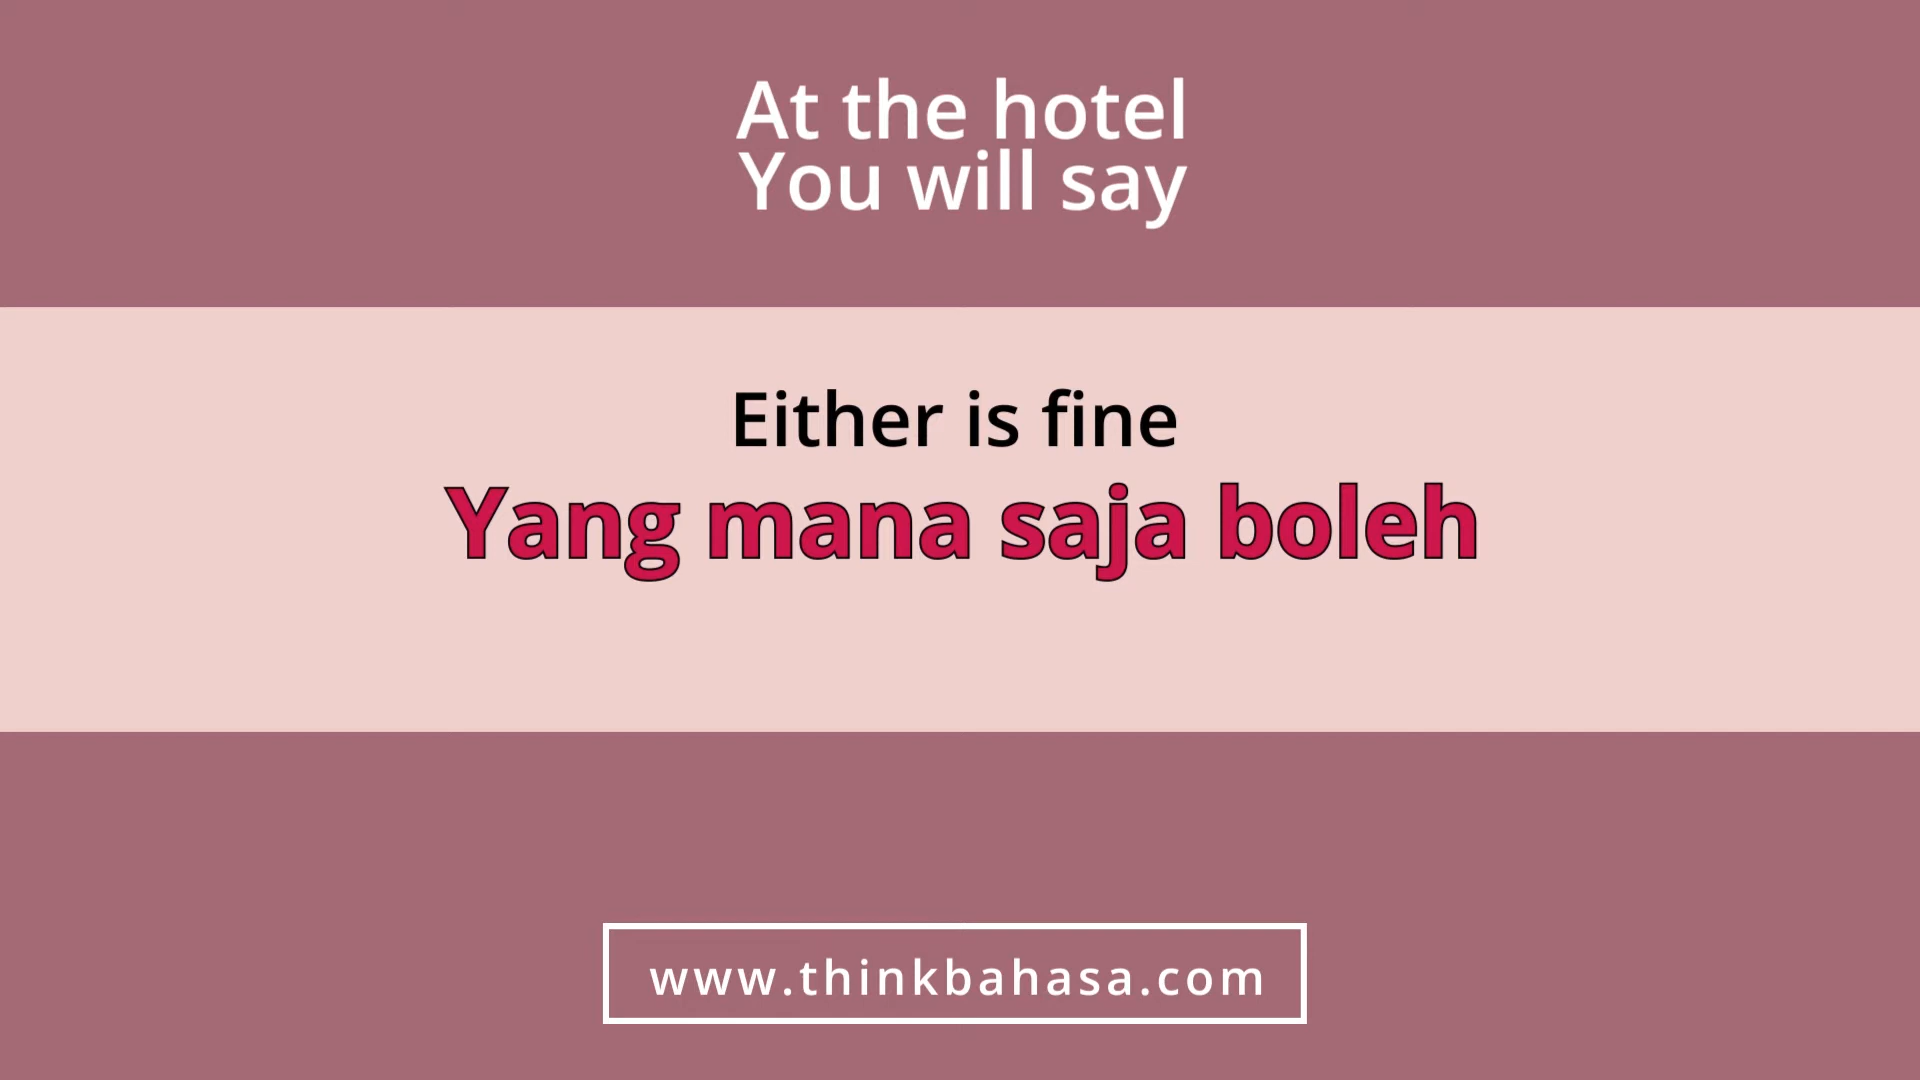 At the hotel
You will say
Either is fine
Yang mana saja boleh
www.thinkbahasa.com